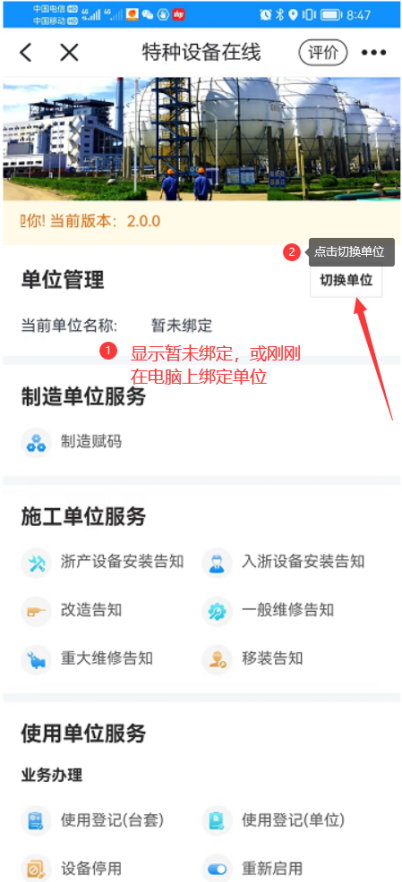 中国电信 HD
中国移动 HD
8:47
特种设备在线
评价
迎你! 当前版本：2.0.0
2
点击切换单位
单位管理
切换单位
当前单位名称: 暂未绑定
1
显示暂未绑定，或刚刚
在电脑上绑定单位
制造单位服务
制造赋码
施工单位服务
浙产设备安装告知 入浙设备安装告知
改造告知 一般维修告知
重大维修告知 移装告知
使用单位服务
业务办理
使用登记(台套) 使用登记(单位)
设备停用 重新启用